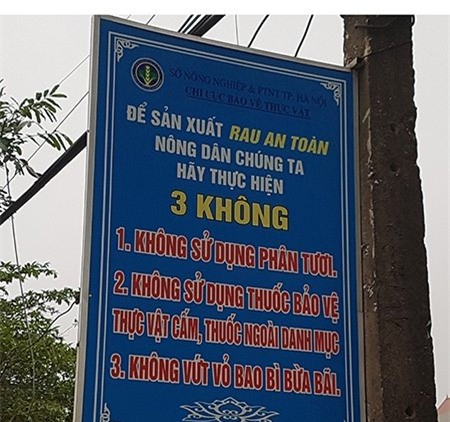 SỞ NÔNG NGHIỆP & PTNT TP. HÀ NỘI
CHI CỤC BẢO VỆ THỰC VẬT
ĐỂ SẢN XUẤT RAU AN TOÀN
NÔNG DÂN CHÚNG TA
HÃY THỰC HIỆN
3 KHÔNG
1. KHÔNG SỬ DỤNG PHÂN TƯƠI.
2. KHÔNG SỬ DỤNG THUỐC BẢO VỆ
THỰC VẬT CẤM, THUỐC NGOÀI DANH MỤC
3. KHÔNG VỨT VỎ BAO BÌ BỪA BÃI.